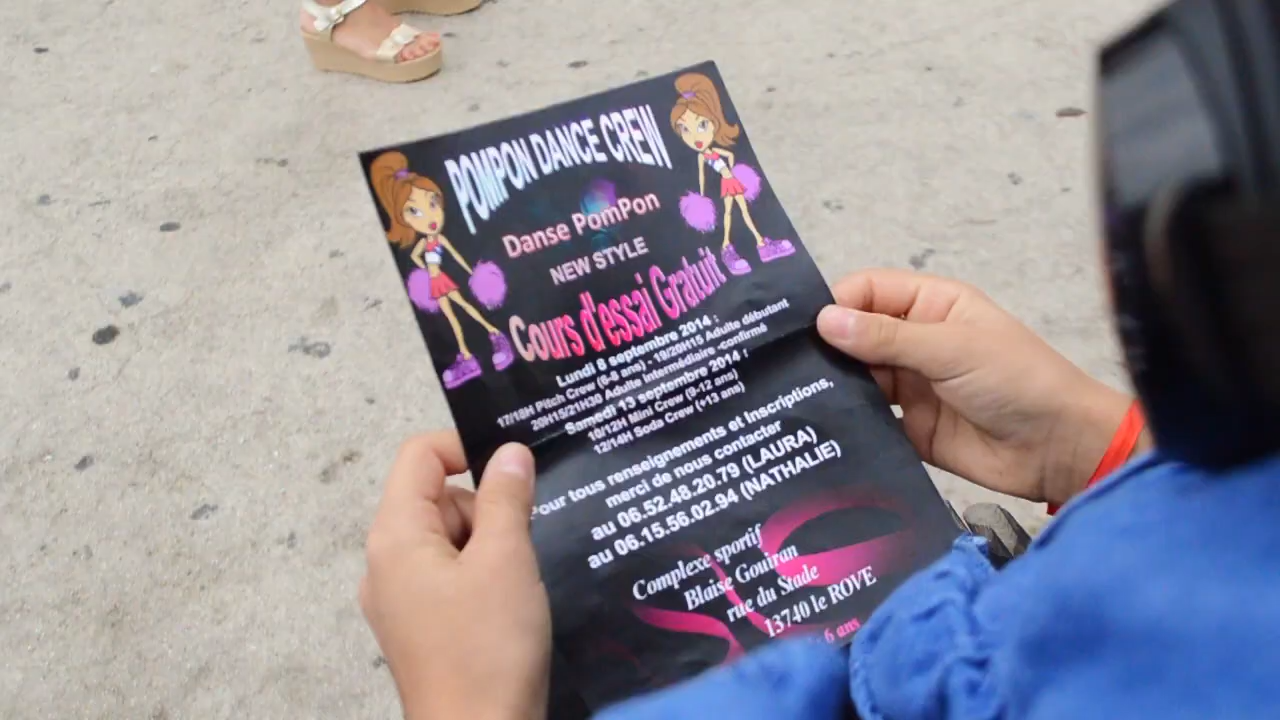 POMPON DANCE CREW
Danse PomPon
NEW STYLE
Cours d'essai Gratuit
Lundi 8 septembre 2014 :
17/18H Pitch Crew (6-8 ans) - 19/20H15 Adulte débutant
20H15/21H30 Adulte Intermédiaire -confirmé
Samedi 13 septembre 2014 :
10/12H Mini Crew (9-12 ans)
12/14H Soda Crew (+13 ans)
Pour tous renseignements et Inscriptions,
merci de nous contacter
au 06.52.48.20.79 (LAURA)
au 06.15.56.02.94 (NATHALIE)
Complexe sportif
Blaise Gouiran
rue du Stade
13740 le ROVE
6 ans